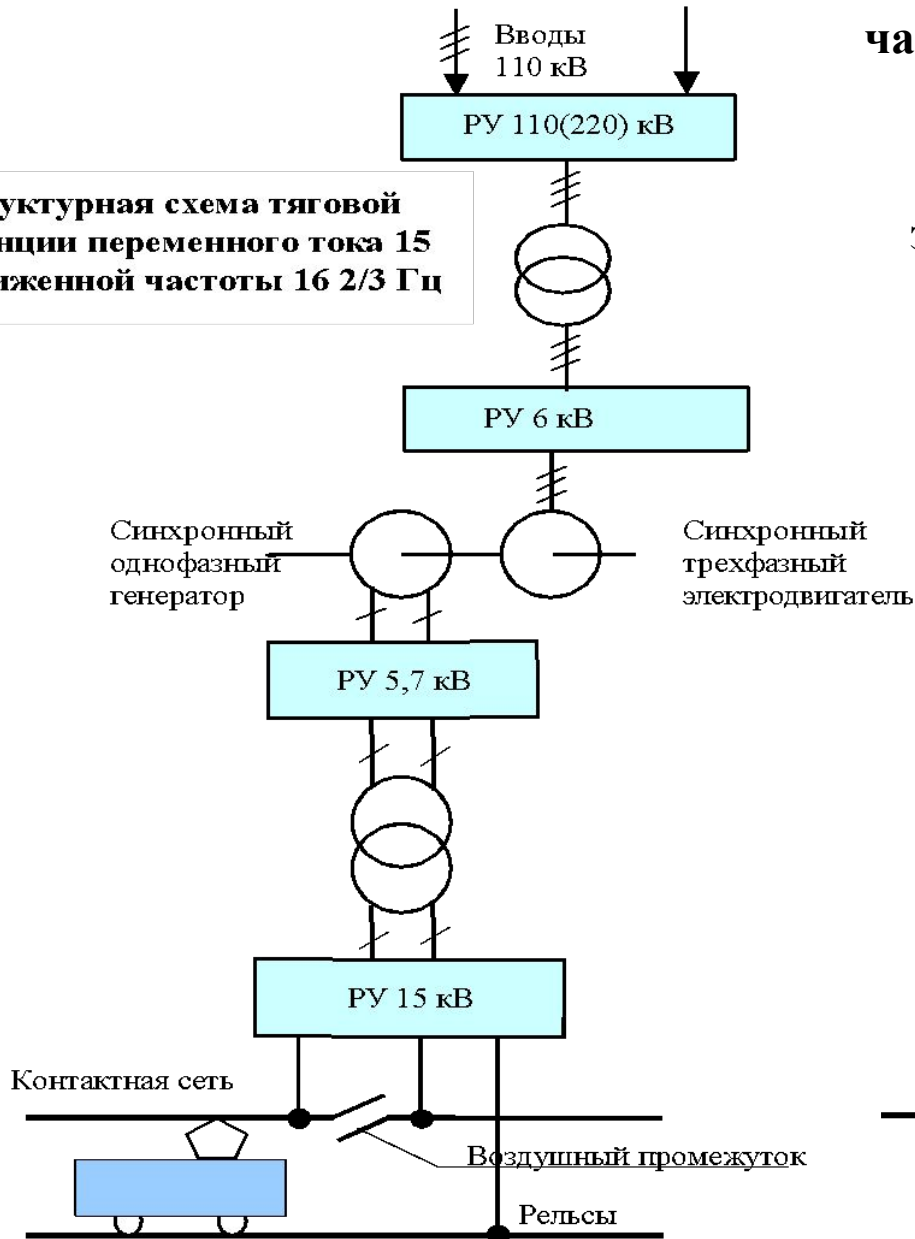 Вводы
110 кВ
ча
РУ 110(220) кВ
уктурная схема тяговой
нции переменного тока 15
иженной частоты 16 2/3 Гц
э
РУ 6 кВ
Синхронный
однофазный
генератор
Синхронный
трехфазный
электродвигатель
РУ 5,7 кВ
РУ 15 кВ
Контактная сеть
Воздушный промежуток
Рельсы